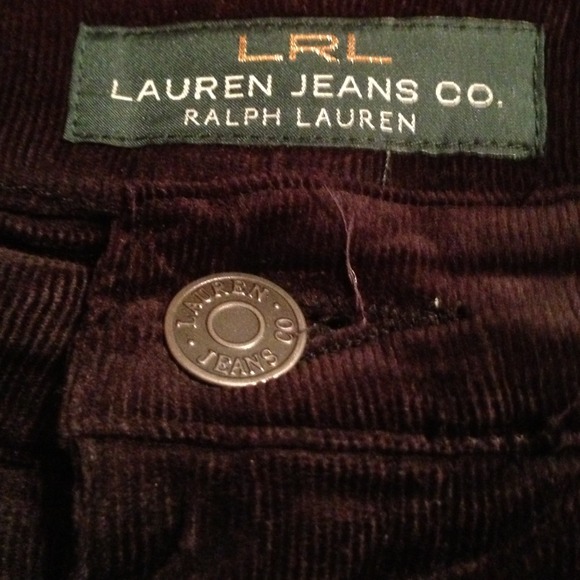 LRL
LAUREN JEANS CO.
RALPH LAUREN
LAUREN · CO · JEANS ·